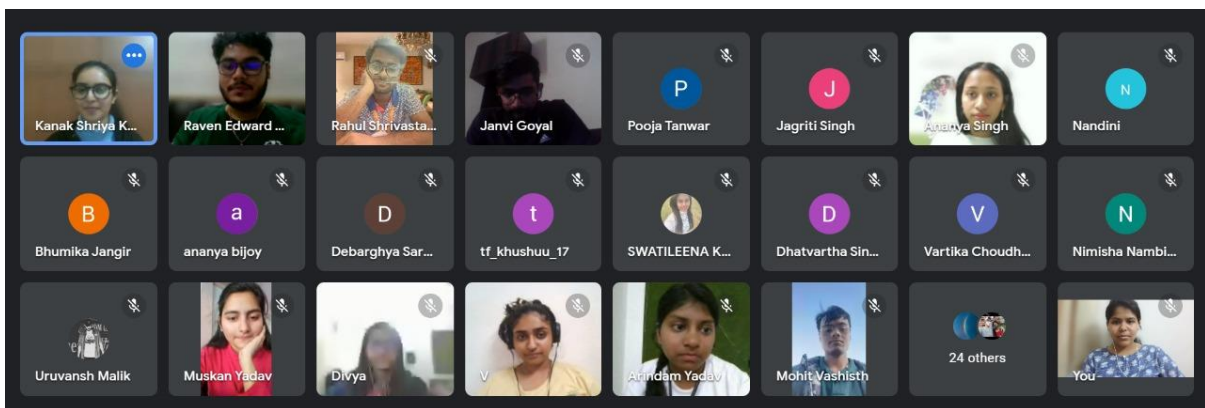 Kanak Shriya K...
Raven Edward ...
Rahul Shrivasta...
Janvi Goyal
P
Pooja Tanwar
J
Jagriti Singh
Ananya Singh
N
Nandini
B
Bhumika Jangir
a
ananya bijoy
D
Debarghya Sar...
t
tf_khushuu_17
SWATILEENA K...
D
Dhatvartha Sin...
V
Vartika Choudh...
N
Nimisha Nambi...
Uruvansh Malik
Muskan Yadav
Divya
V
Arindam Yadav
Mohit Vashisth
24 others
You